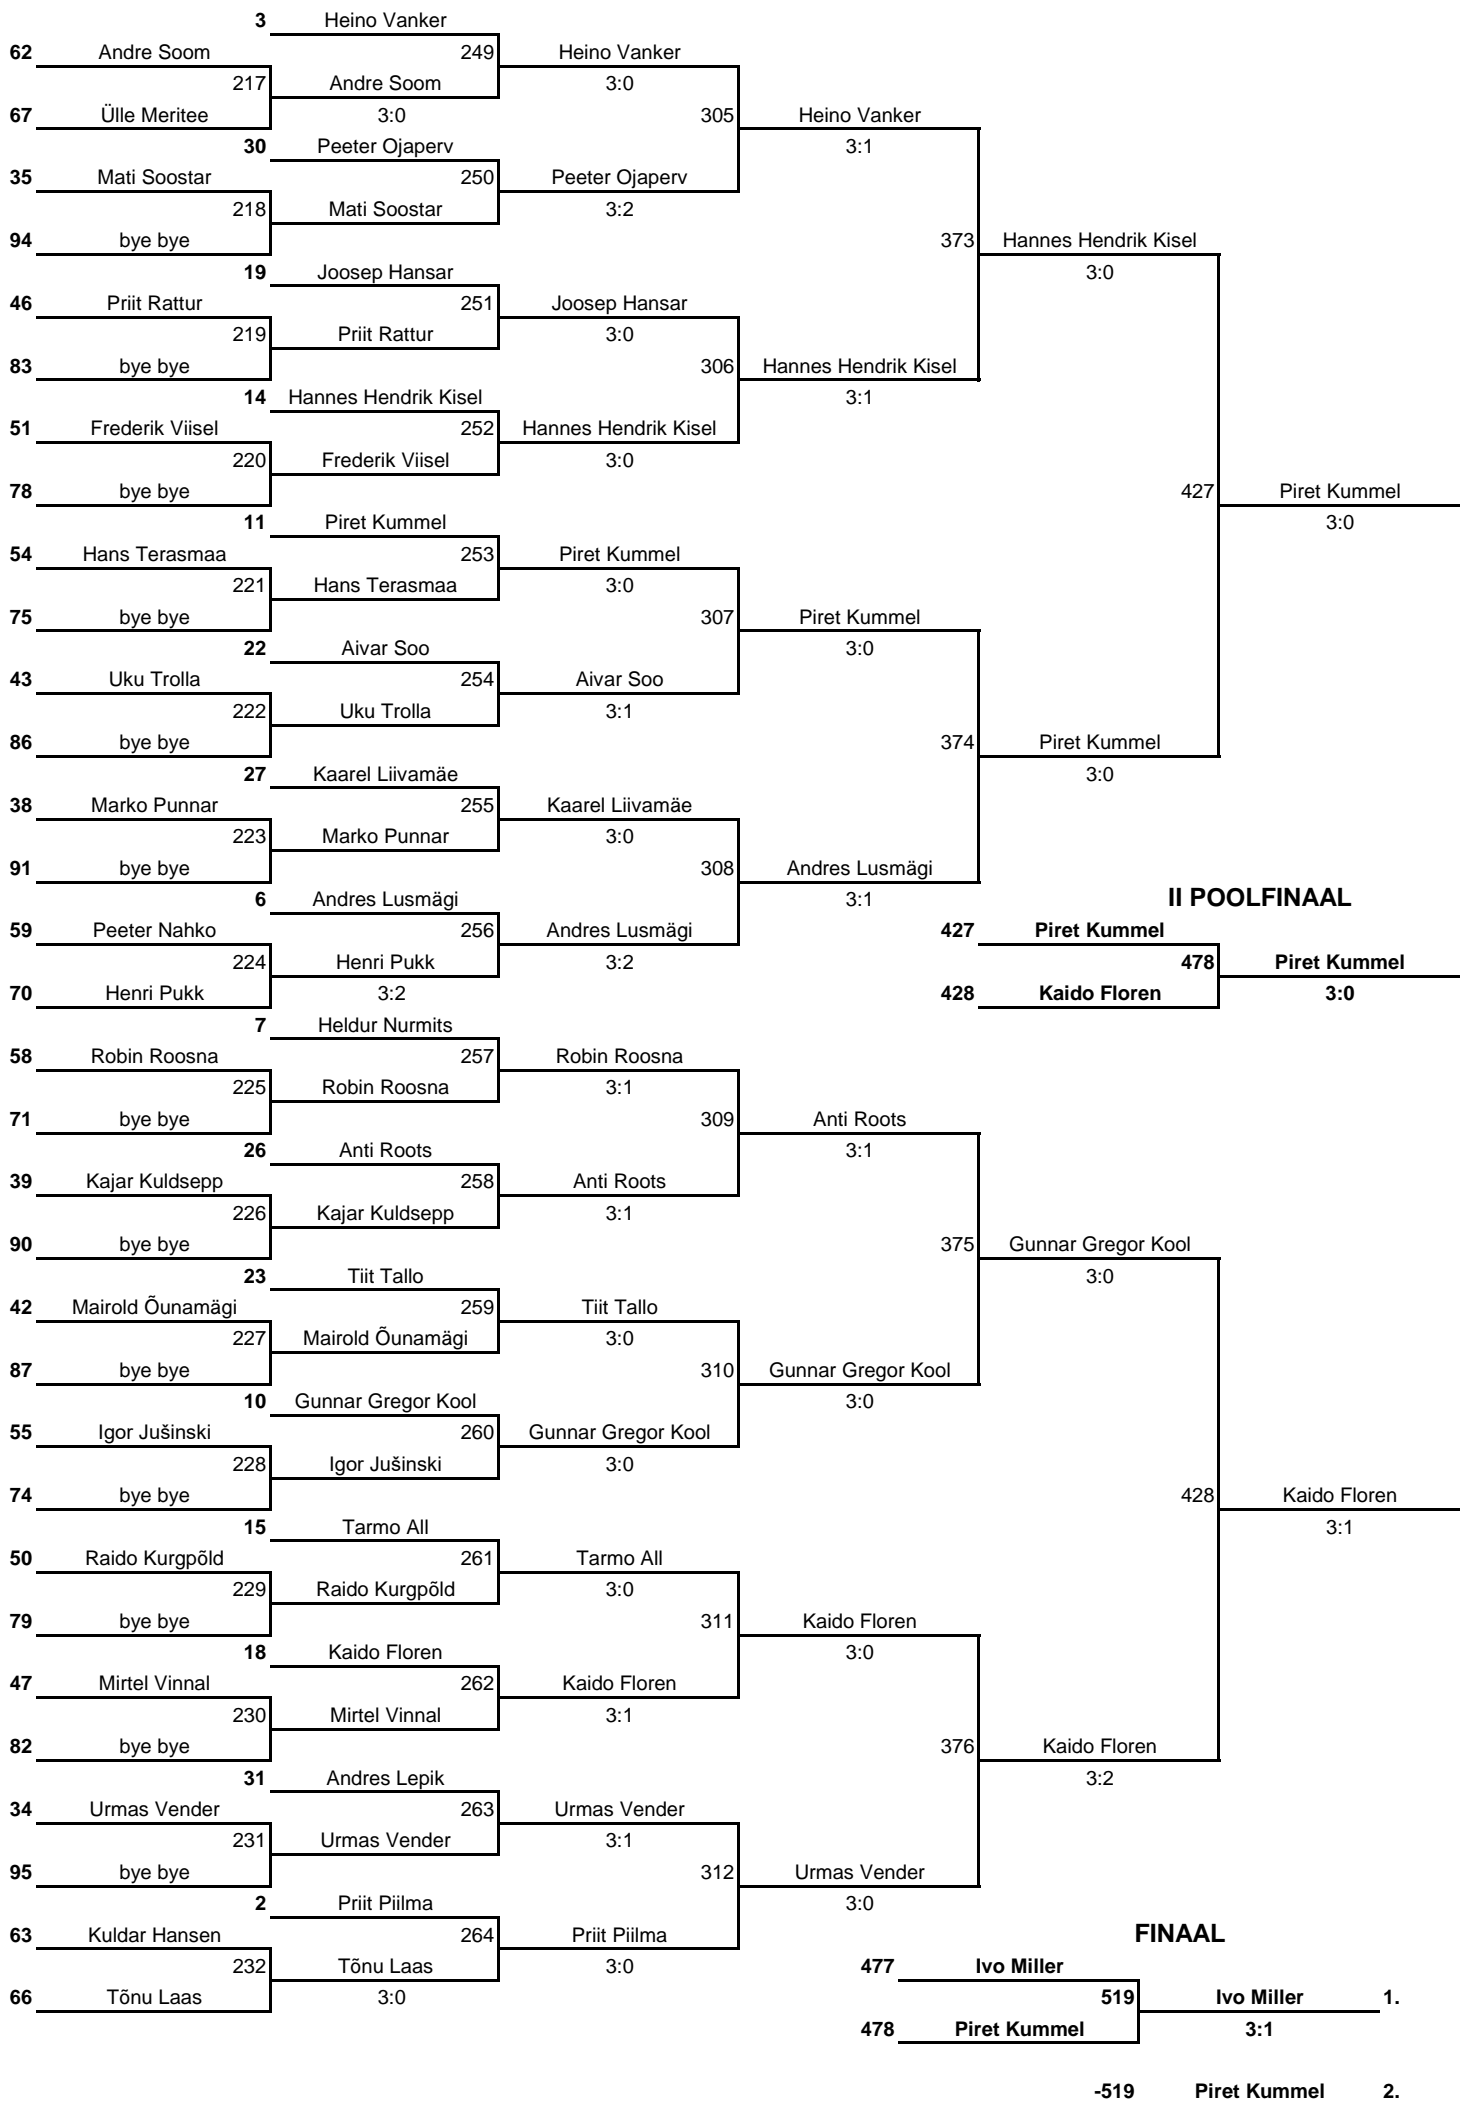 3 Heino Vanker
62 Andre Soom 249 Heino Vanker
217 Andre Soom 3:0
67 Ülle Meritee 3:0 305 Heino Vanker
30 Peeter Ojaperv 3:1
35 Mati Soostar 250 Peeter Ojaperv
218 Mati Soostar 3:2
94 bye bye 373 Hannes Hendrik Kisel
19 Joosep Hansar 3:0
46 Priit Rattur 251 Joosep Hansar
219 Priit Rattur 3:0
83 bye bye 306 Hannes Hendrik Kisel
14 Hannes Hendrik Kisel 3:1
51 Frederik Viisel 252 Hannes Hendrik Kisel
220 Frederik Viisel 3:0
78 bye bye 427 Piret Kummel
11 Piret Kummel 3:0
54 Hans Terasmaa 253 Piret Kummel
221 Hans Terasmaa 3:0
75 bye bye 307 Piret Kummel
22 Aivar Soo 3:0
43 Uku Trolla 254 Aivar Soo
222 Uku Trolla 3:1
86 bye bye 374 Piret Kummel
27 Kaarel Liivamäe 3:0
38 Marko Punnar 255 Kaarel Liivamäe
223 Marko Punnar 3:0
91 bye bye 308 Andres Lusmägi
6 Andres Lusmägi 3:1 II POOLFINAAL
59 Peeter Nahko 256 Andres Lusmägi 427 Piret Kummel
224 Henri Pukk 3:2 478 Piret Kummel
70 Henri Pukk 3:2 428 Kaido Floren 3:0
7 Heldur Nurmits
58 Robin Roosna 257 Robin Roosna
225 Robin Roosna 3:1
71 bye bye 309 Anti Roots
26 Anti Roots 3:1
39 Kajar Kuldsepp 258 Anti Roots
226 Kajar Kuldsepp 3:1
90 bye bye 375 Gunnar Gregor Kool
23 Tiit Tallo 3:0
42 Mairold Õunamägi 259 Tiit Tallo
227 Mairold Õunamägi 3:0
87 bye bye 310 Gunnar Gregor Kool
10 Gunnar Gregor Kool 3:0
55 Igor Jušinski 260 Gunnar Gregor Kool
228 Igor Jušinski 3:0
74 bye bye 428 Kaido Floren
15 Tarmo All 3:1
50 Raido Kurgpõld 261 Tarmo All
229 Raido Kurgpõld 3:0
79 bye bye 311 Kaido Floren
18 Kaido Floren 3:0
47 Mirtel Vinnal 262 Kaido Floren
230 Mirtel Vinnal 3:1
82 bye bye 376 Kaido Floren
31 Andres Lepik 3:2
34 Urmas Vender 263 Urmas Vender
231 Urmas Vender 3:1
95 bye bye 312 Urmas Vender
2 Priit Piilma 3:0
63 Kuldar Hansen 264 Priit Piilma FINAAL
232 Tõnu Laas 3:0 477 Ivo Miller
66 Tõnu Laas 3:0 519 Ivo Miller 1.
478 Piret Kummel 3:1
-519 Piret Kummel 2.